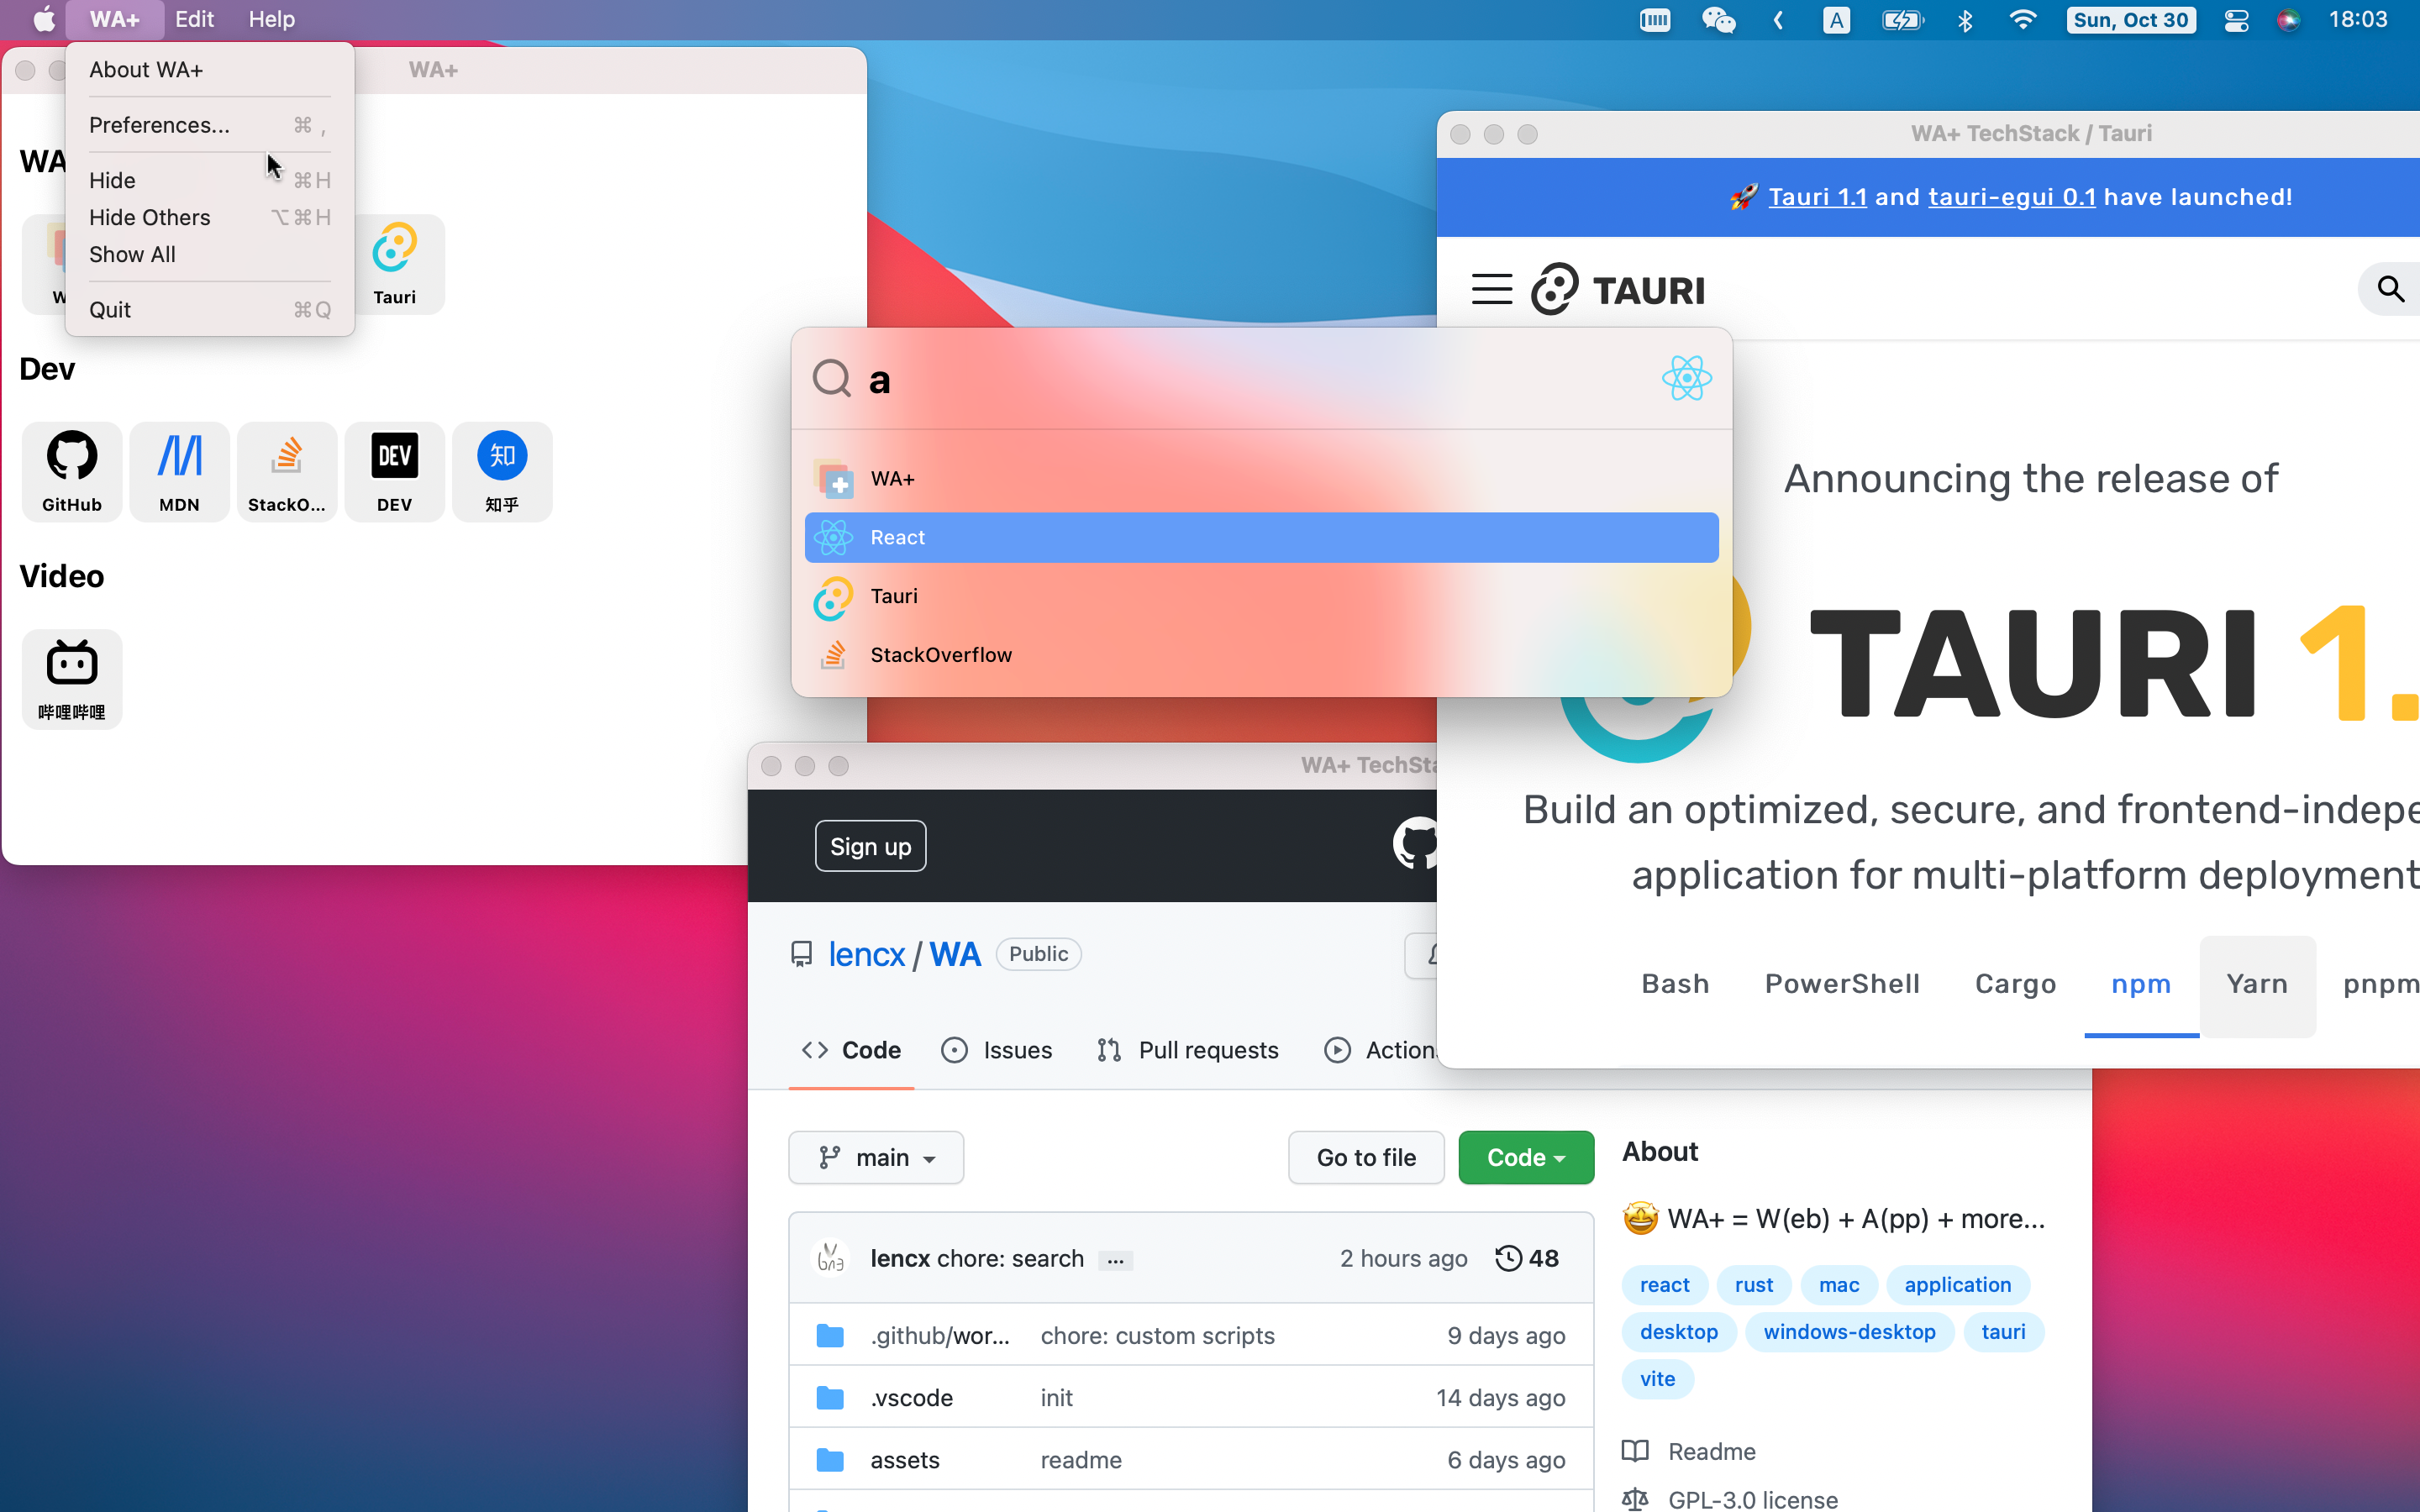 WA+ Edit Help
A Sun, Oct 30 18:03
About WA+
Preferences... ⌘ ,
Hide ⌘H
Hide Others ⌥⌘H
Show All
Quit ⌘Q
WA+
WA
W
Tauri
Dev
GitHub MDN StackO... DEV 知乎
DEV 知
Video
哔哩哔哩
a
WA+
React
Tauri
StackOverflow
WA+ TechStack / Tauri
🚀 Tauri 1.1 and tauri-egui 0.1 have launched!
TAURI
Announcing the release of
TAURI 1.
Build an optimized, secure, and frontend-indepe
application for multi-platform deployment
Bash PowerShell Cargo npm Yarn pnpm
WA+ TechSta
Sign up
lencx / WA Public
Code Issues Pull requests Action
main Go to file Code
lencx chore: search ... 2 hours ago 48
.github/wor... chore: custom scripts 9 days ago
.vscode init 14 days ago
assets readme 6 days ago
About
🤩 WA+ = W(eb) + A(pp) + more...
react rust mac application
desktop windows-desktop tauri
vite
Readme
GPL-3.0 license